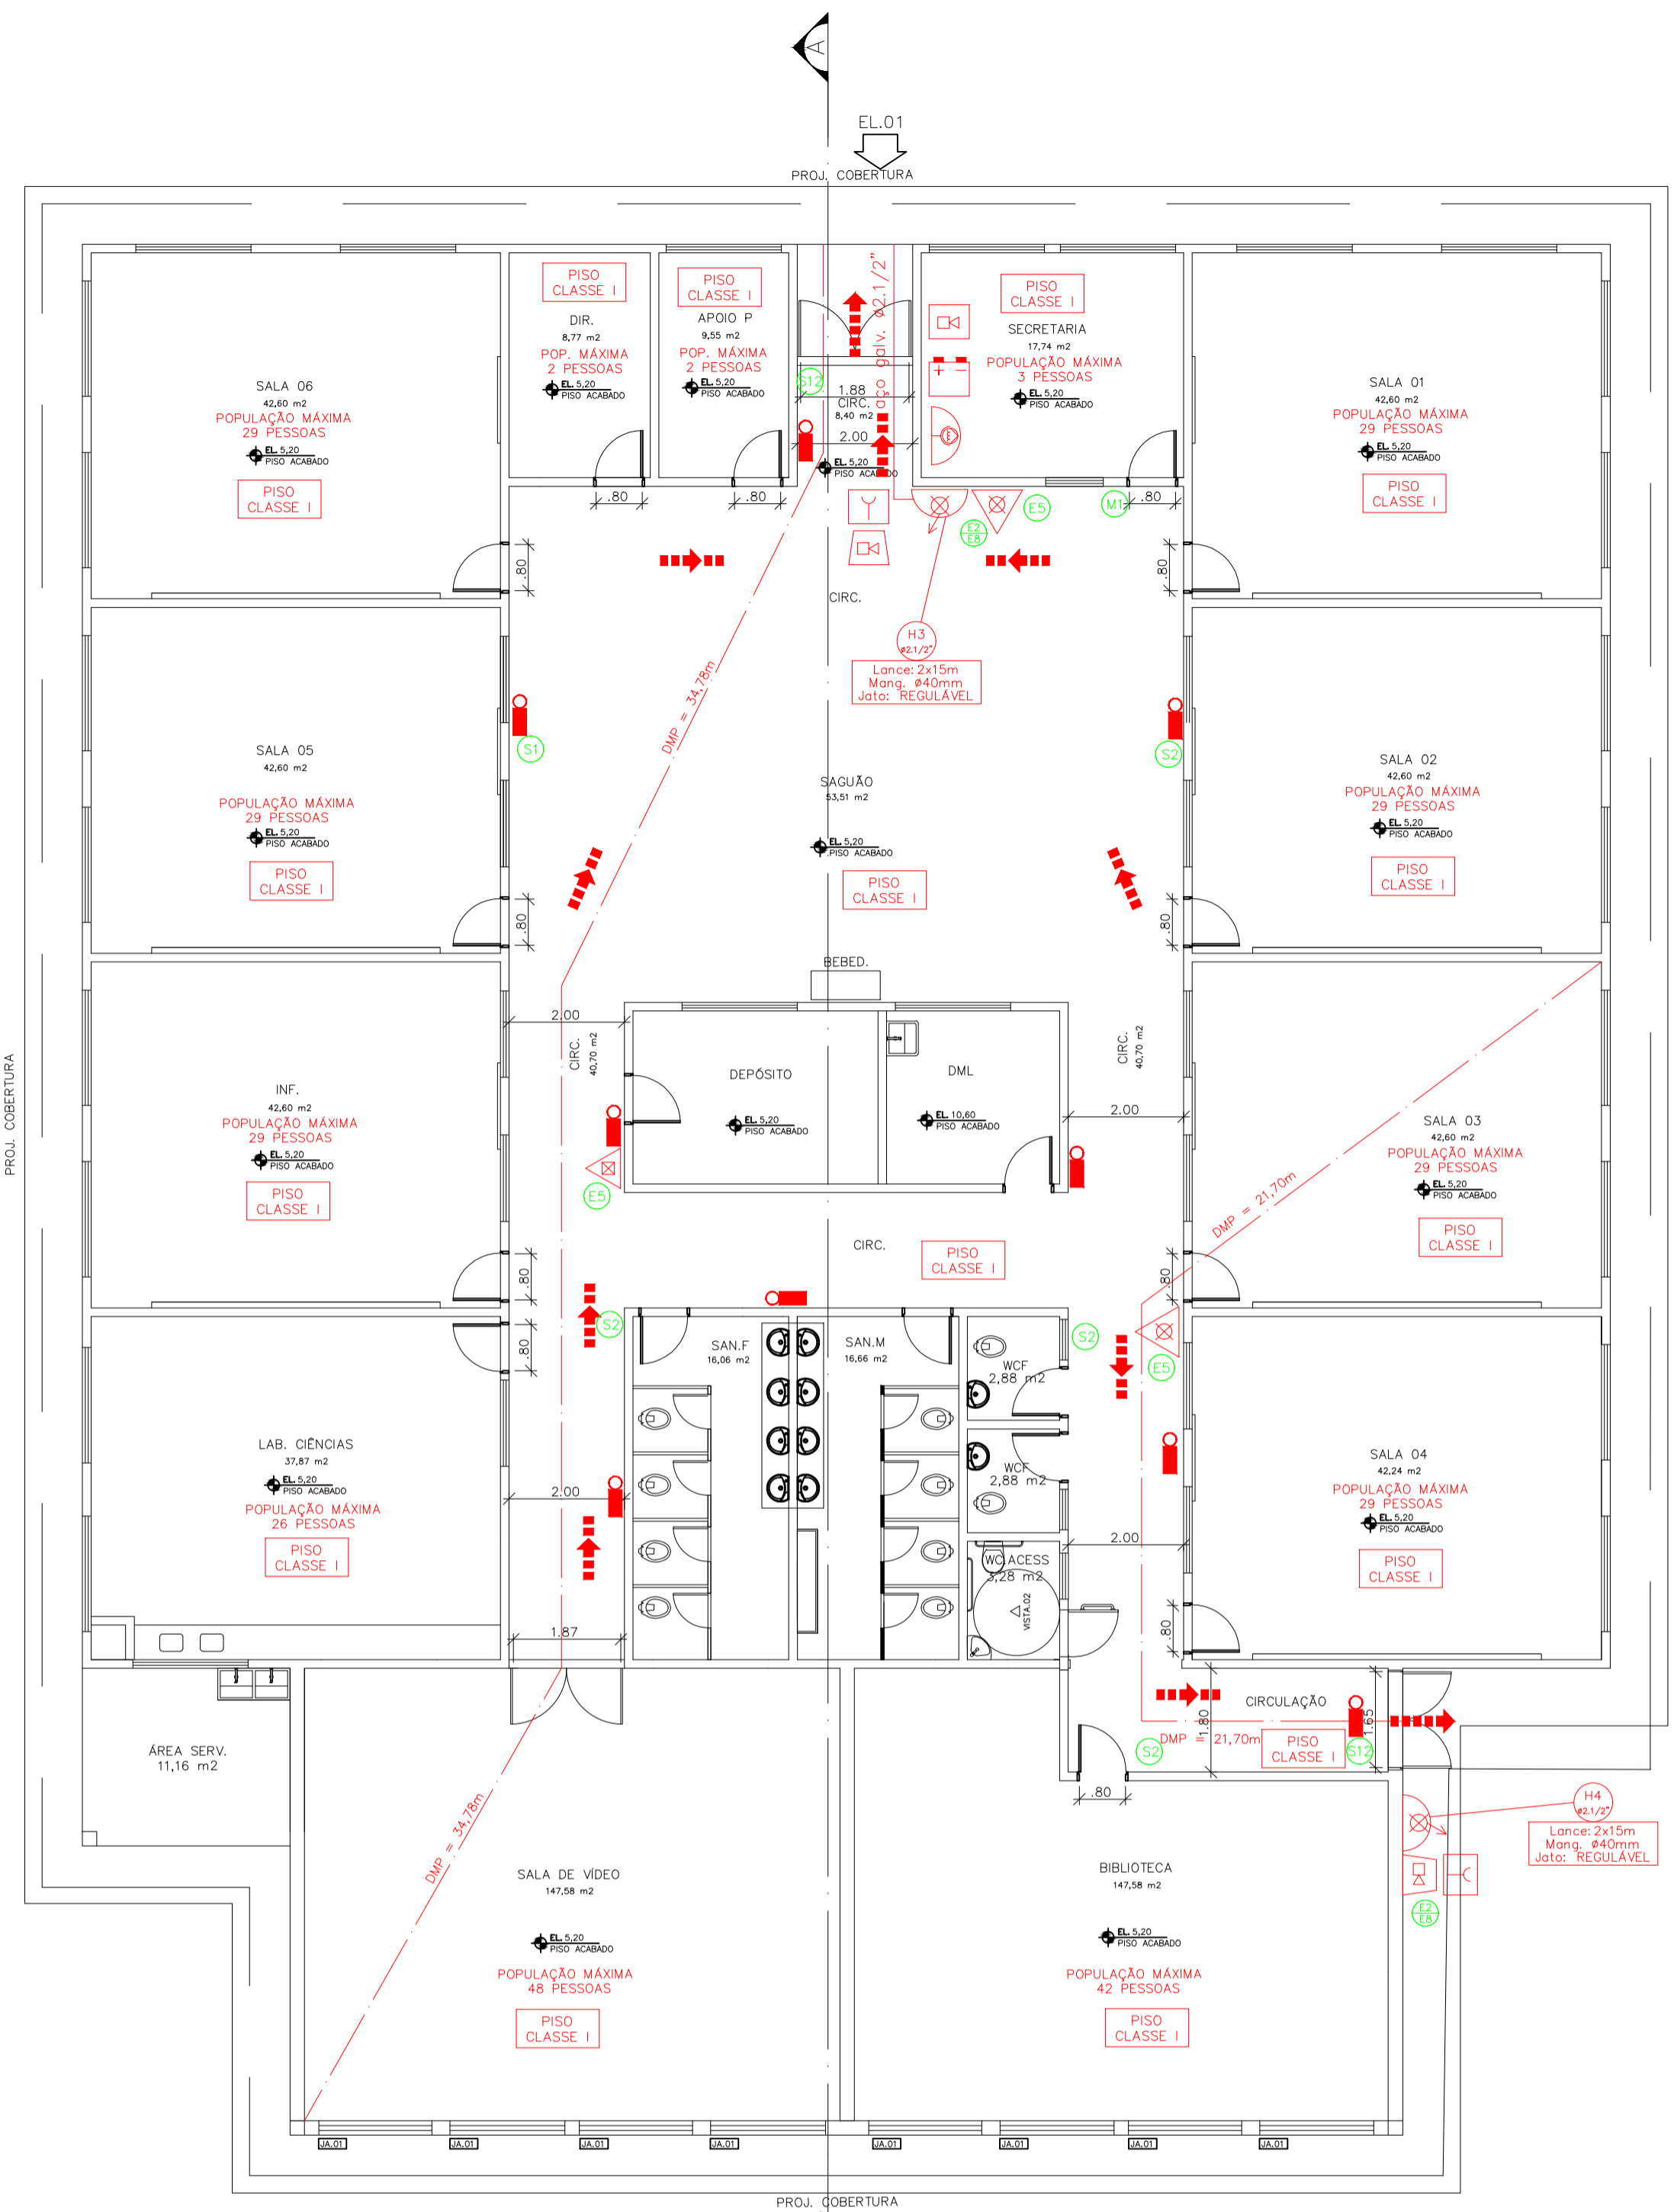 A
EL.01
PROJ. COBERTURA
PISO
CLASSE I
DIR.
8,77 m2
POP. MÁXIMA
2 PESSOAS
EL. 5,20
PISO ACABADO
.80
PISO
CLASSE I
APOIO P
9,55 m2
POP. MÁXIMA
2 PESSOAS
EL. 5,20
PISO ACABADO
.80
S12
1.88
CIRC.
8,40 m2
2.00
EL. 5,20
PISO ACABADO
aço galv. ø2.1/2"
PISO
CLASSE I
SECRETARIA
17,74 m2
POPULAÇÃO MÁXIMA
3 PESSOAS
EL. 5,20
PISO ACABADO
.80
M1
E5
E2
E8
SALA 06
42,60 m2
POPULAÇÃO MÁXIMA
29 PESSOAS
EL. 5,20
PISO ACABADO
PISO
CLASSE I
.80
SALA 01
42,60 m2
POPULAÇÃO MÁXIMA
29 PESSOAS
EL. 5,20
PISO ACABADO
PISO
CLASSE I
.80
CIRC.
H3
ø2.1/2"
Lance: 2x15m
Mang. ø40mm
Jato: REGULÁVEL
DMP = 34,78m
S1
S2
SALA 05
42,60 m2
POPULAÇÃO MÁXIMA
29 PESSOAS
EL. 5,20
PISO ACABADO
PISO
CLASSE I
.80
SAGUÃO
53,51 m2
EL. 5,20
PISO ACABADO
PISO
CLASSE I
SALA 02
42,60 m2
POPULAÇÃO MÁXIMA
29 PESSOAS
EL. 5,20
PISO ACABADO
PISO
CLASSE I
.80
BEBED.
PROJ. COBERTURA
2.00
CIRC.
40,70 m2
INF.
42,60 m2
POPULAÇÃO MÁXIMA
29 PESSOAS
EL. 5,20
PISO ACABADO
PISO
CLASSE I
.80
DEPÓSITO
EL. 5,20
PISO ACABADO
DML
EL. 10,60
PISO ACABADO
CIRC.
40,70 m2
2.00
E5
SALA 03
42,60 m2
POPULAÇÃO MÁXIMA
29 PESSOAS
EL. 5,20
PISO ACABADO
PISO
CLASSE I
DMP = 21,70m
.80
CIRC.
PISO
CLASSE I
S2
S2
E5
.80
LAB. CIÊNCIAS
37,87 m2
EL. 5,20
PISO ACABADO
POPULAÇÃO MÁXIMA
26 PESSOAS
PISO
CLASSE I
2.00
1.87
SAN.F
16,06 m2
SAN.M
16,66 m2
WCF
2,88 m2
WCF
2,88 m2
WC.ACESS
3,28 m2
VISTA.02
2.00
SALA 04
42,24 m2
POPULAÇÃO MÁXIMA
29 PESSOAS
EL. 5,20
PISO ACABADO
PISO
CLASSE I
.80
ÁREA SERV.
11,16 m2
CIRCULAÇÃO
1.80
1.65
S2
DMP = 21,70m
PISO
CLASSE I
S12
.80
H4
ø2.1/2"
Lance: 2x15m
Mang. ø40mm
Jato: REGULÁVEL
E2
E8
DMP = 34,78m
SALA DE VÍDEO
147,58 m2
EL. 5,20
PISO ACABADO
POPULAÇÃO MÁXIMA
48 PESSOAS
PISO
CLASSE I
BIBLIOTECA
147,58 m2
EL. 5,20
PISO ACABADO
POPULAÇÃO MÁXIMA
42 PESSOAS
PISO
CLASSE I
JA.01
JA.01
JA.01
JA.01
JA.01
JA.01
JA.01
JA.01
PROJ. COBERTURA